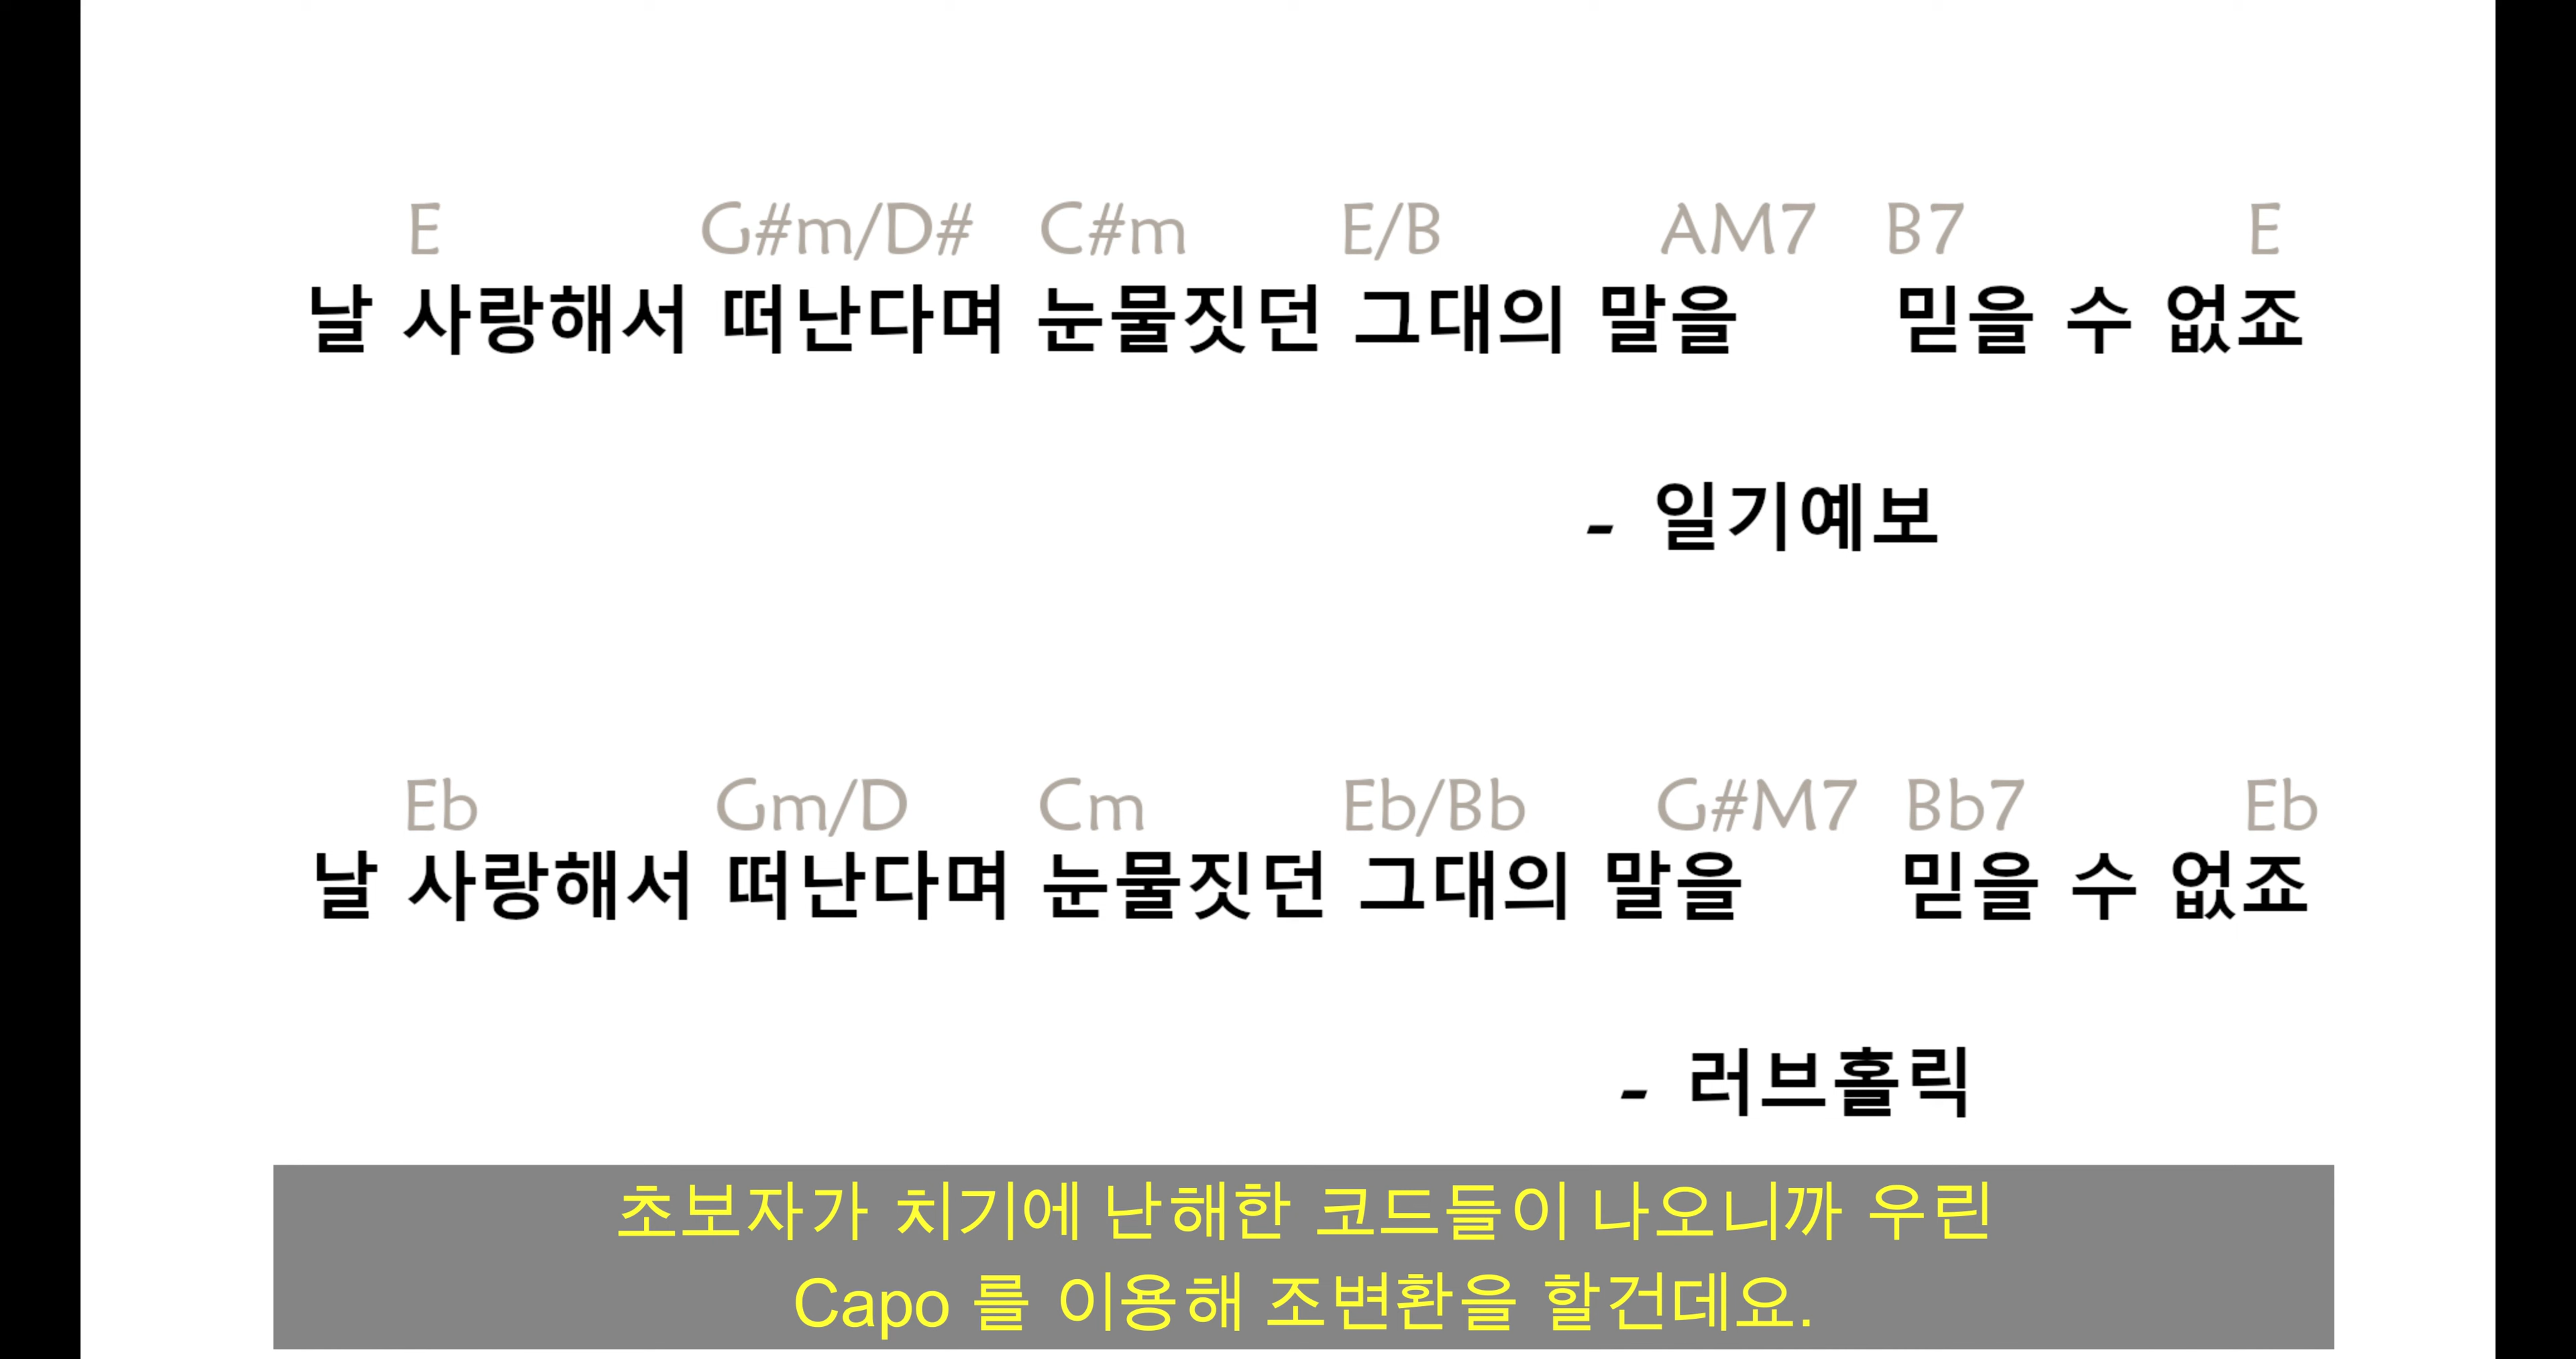 E G#m/D# C#m E/B AM7 B7 E
날 사랑해서 떠난다며 눈물짓던 그대의 말을 믿을 수 없죠
- 일기예보
Eb Gm/D Cm Eb/Bb G#M7 Bb7 Eb
날 사랑해서 떠난다며 눈물짓던 그대의 말을 믿을 수 없죠
- 러브홀릭
초보자가 치기에 난해한 코드들이 나오니까 우린
Capo 를 이용해 조변환을 할건데요.